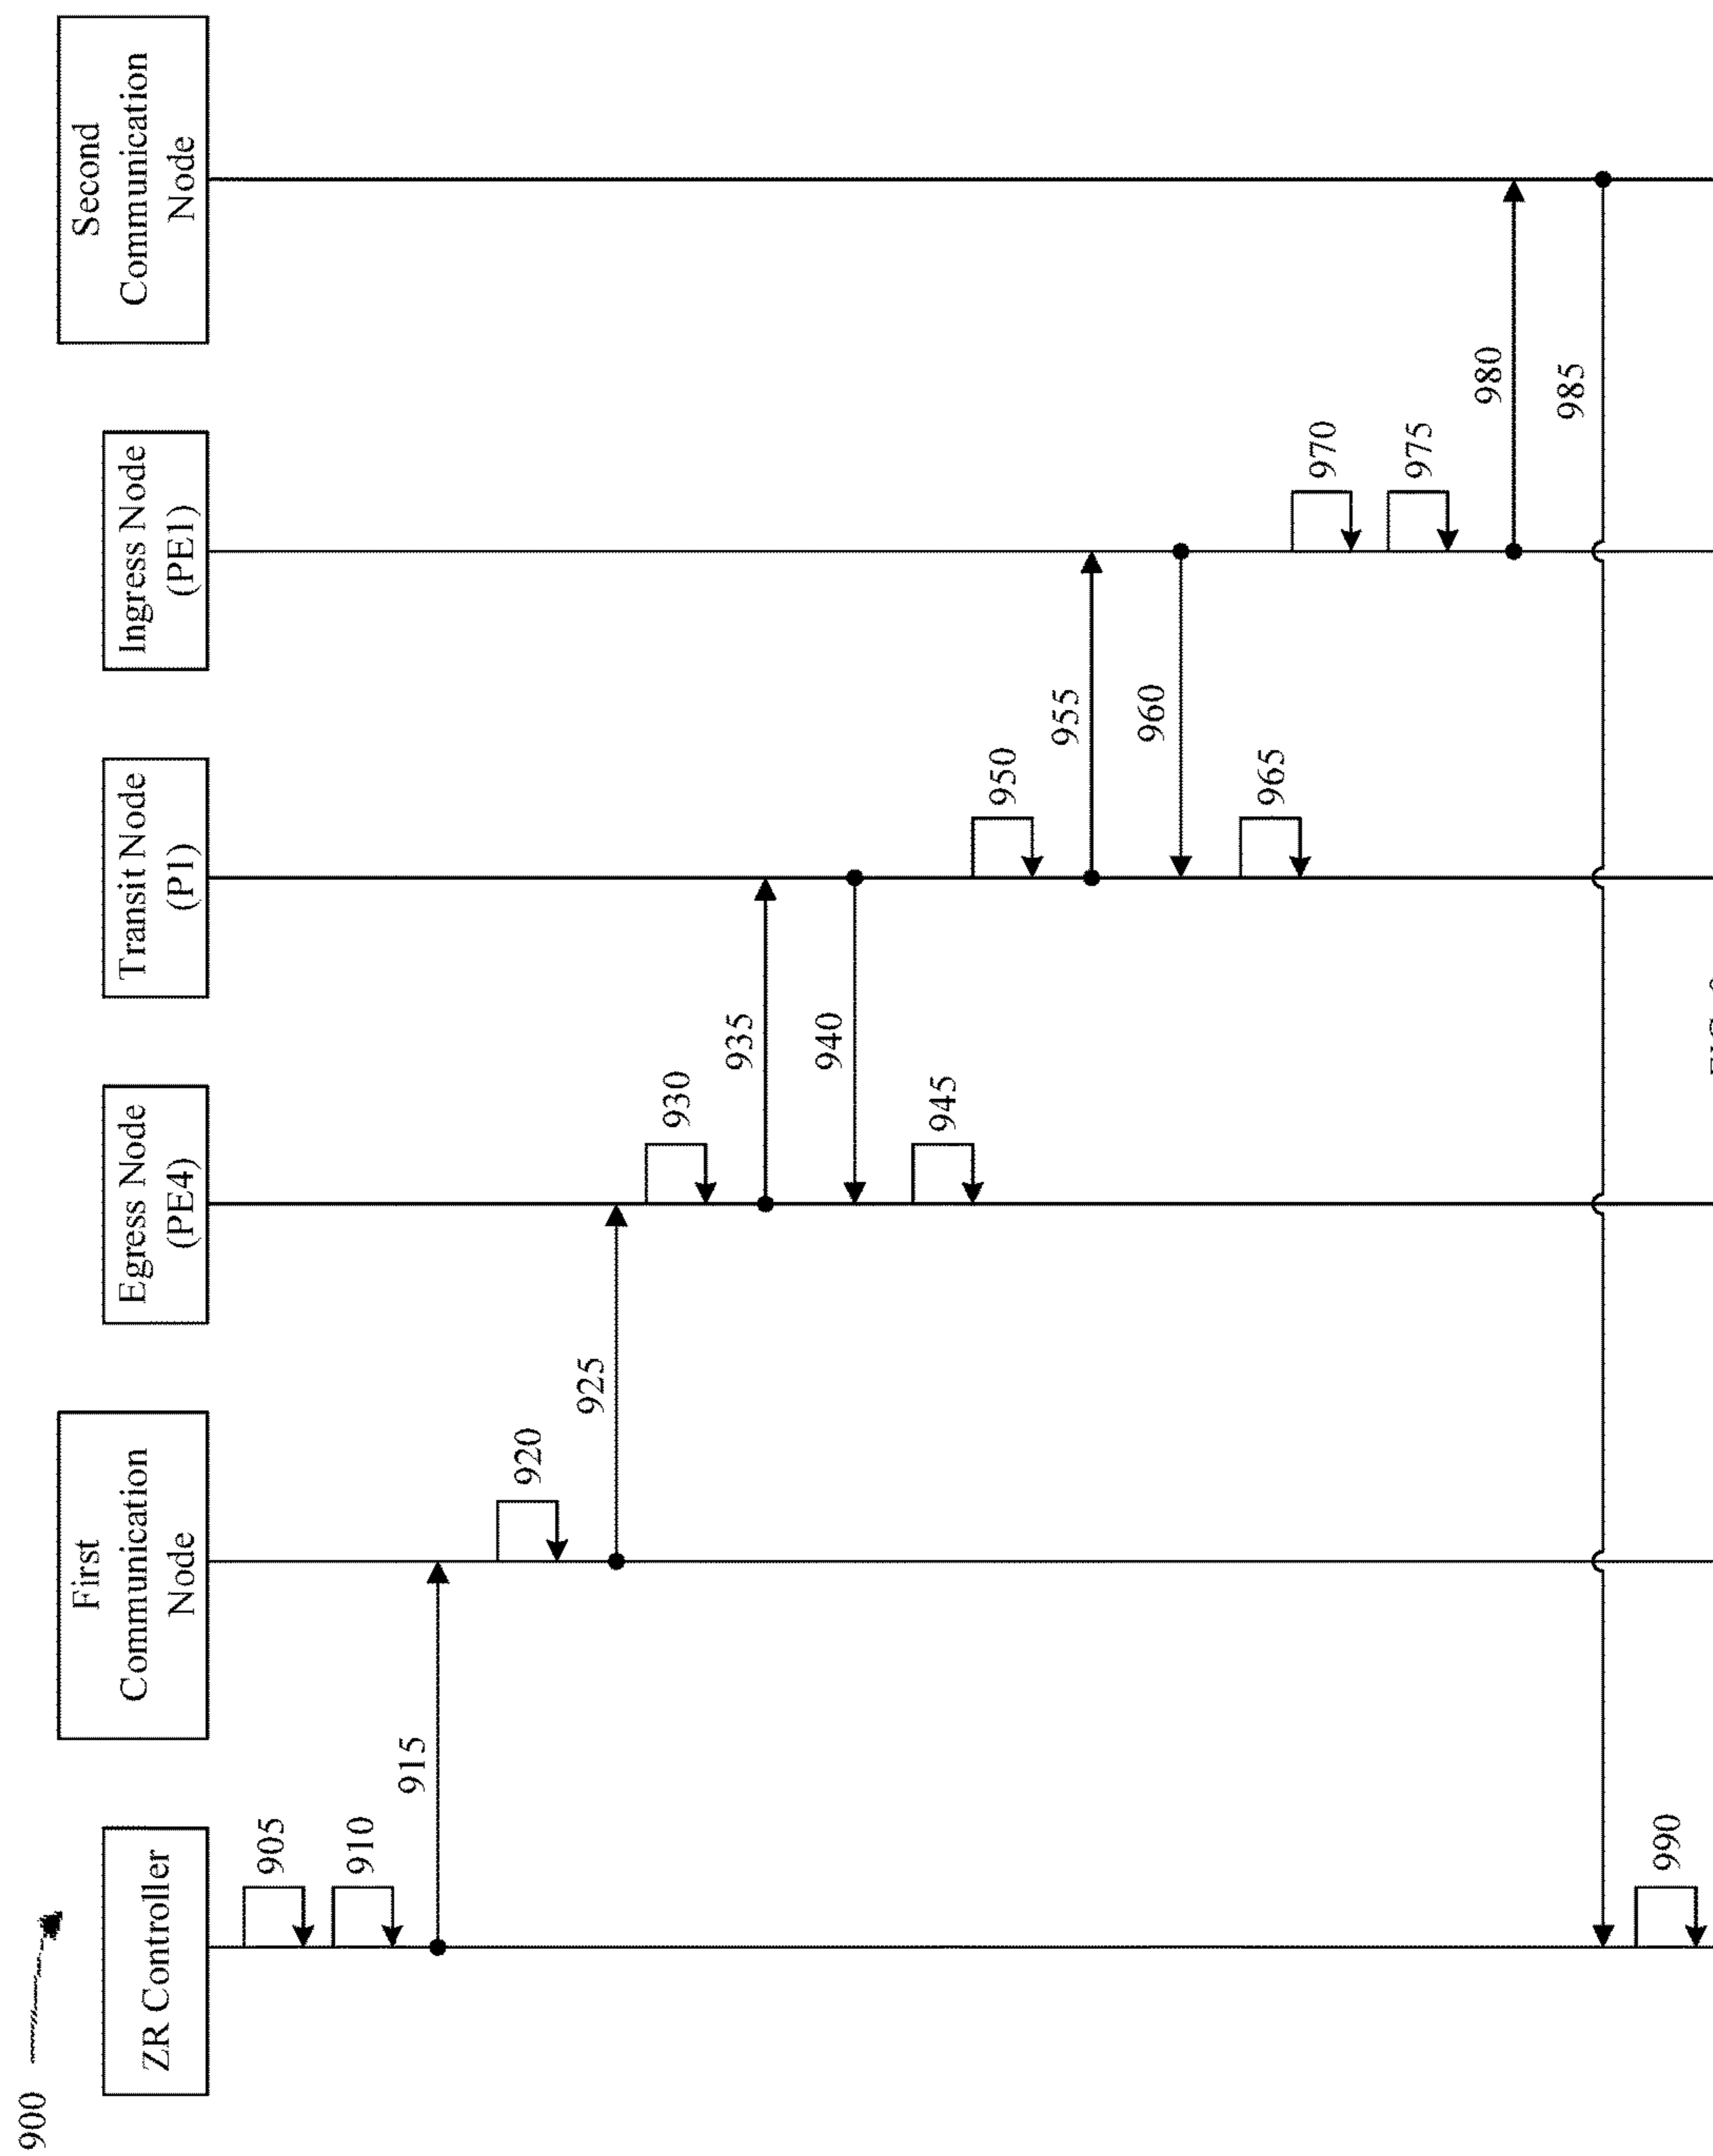 900
ZR Controller
First
Communication
Node
Egress Node
(PE4)
Transit Node
(P1)
Ingress Node
(PE1)
Second
Communication
Node
905
910
915
920
925
930
935
940
945
950
955
960
965
970
975
980
985
990